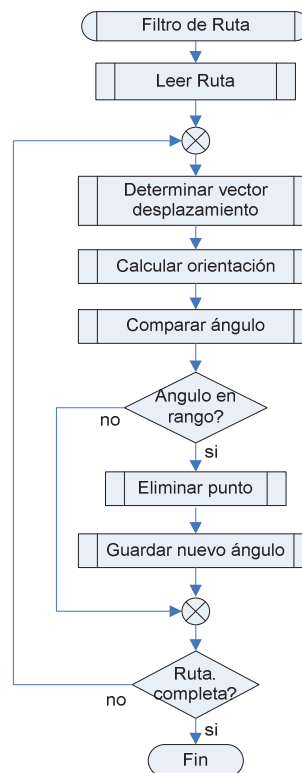 Filtro de Ruta
Leer Ruta
Determinar vector
desplazamiento
Calcular orientación
Comparar ángulo
Angulo en
rango?
no
si
Eliminar punto
Guardar nuevo ángulo
Ruta.
completa?
no
si
Fin